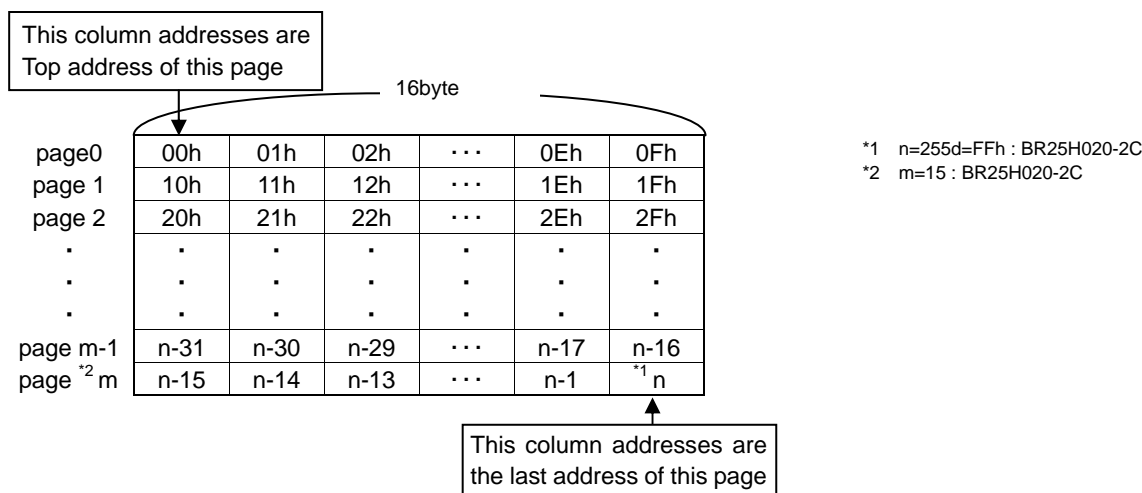 This column addresses are
Top address of this page
16byte
page0 00h 01h 02h ··· 0Eh 0Fh
page 1 10h 11h 12h ··· 1Eh 1Fh
page 2 20h 21h 22h ··· 2Eh 2Fh
· · · · · · ·
· · · · · · ·
· · · · · · ·
page m-1 n-31 n-30 n-29 ··· n-17 n-16
page *2 m n-15 n-14 n-13 ··· n-1 *1 n
*1 n=255d=FFh : BR25H020-2C
*2 m=15 : BR25H020-2C
This column addresses are
the last address of this page